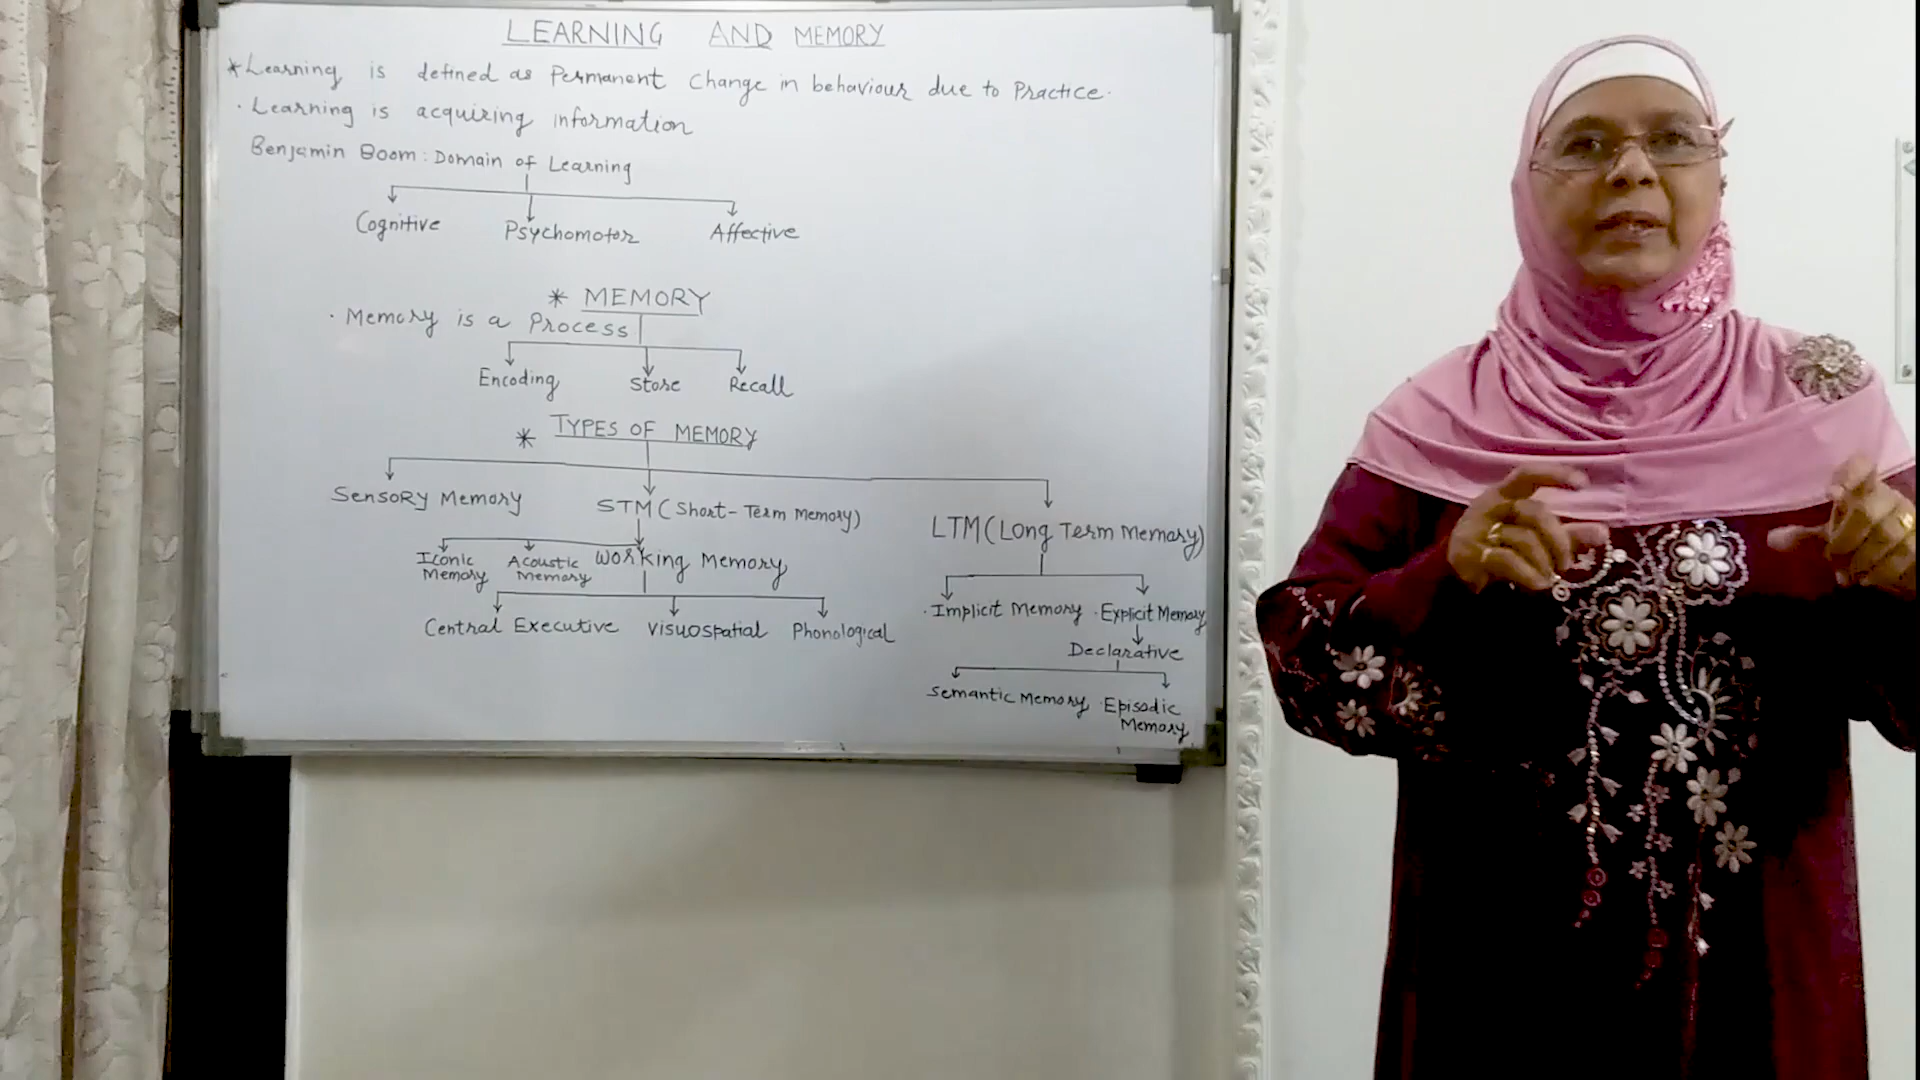 LEARNING AND MEMORY
* Learning is defined as Permanent Change in behaviour due to Practice.
· Learning is acquiring information
Benjamin Boom : Domain of Learning
Cognitive Psychomotor Affective
* MEMORY
· Memory is a Process
Encoding Store Recall
* TYPES OF MEMORY
Sensory Memory STM (Short-Term Memory) LTM (Long Term Memory)
Iconic Memory Acoustic Memory Working Memory
Central Executive Visuospatial Phonological
· Implicit Memory · Explicit Memory
Declarative
Semantic Memory · Episodic Memory